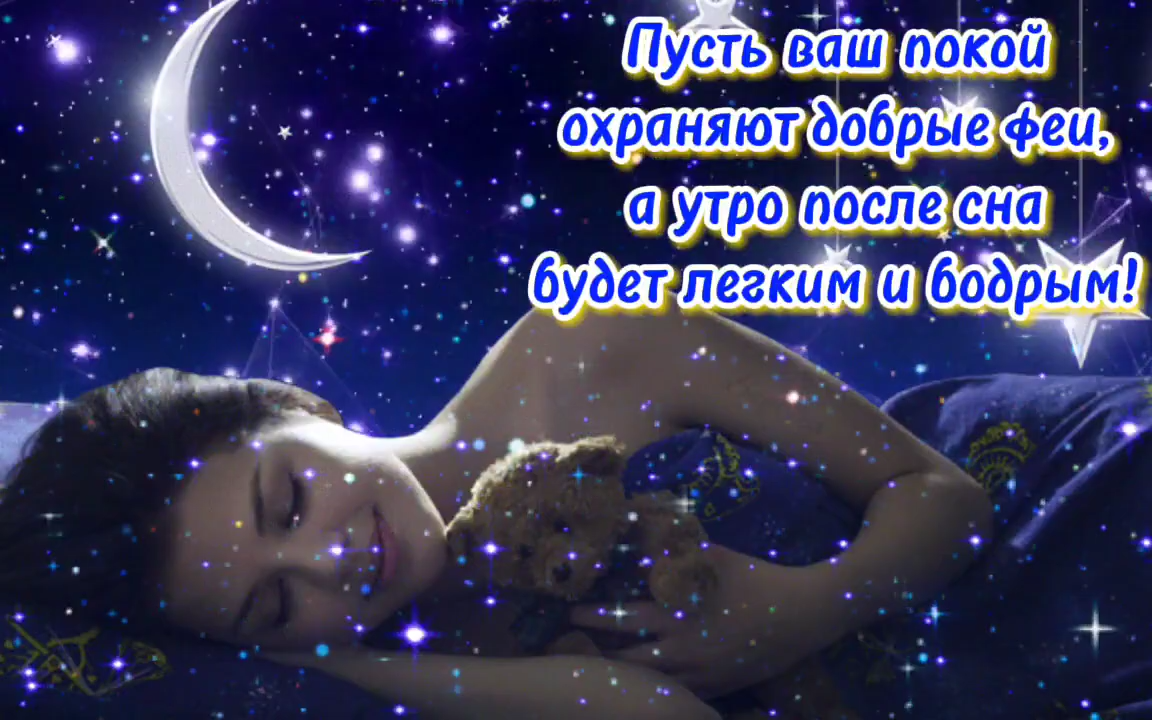 Пусть ваш покой
охраняют добрые феи,
а утро после сна
будет легким и бодрым!